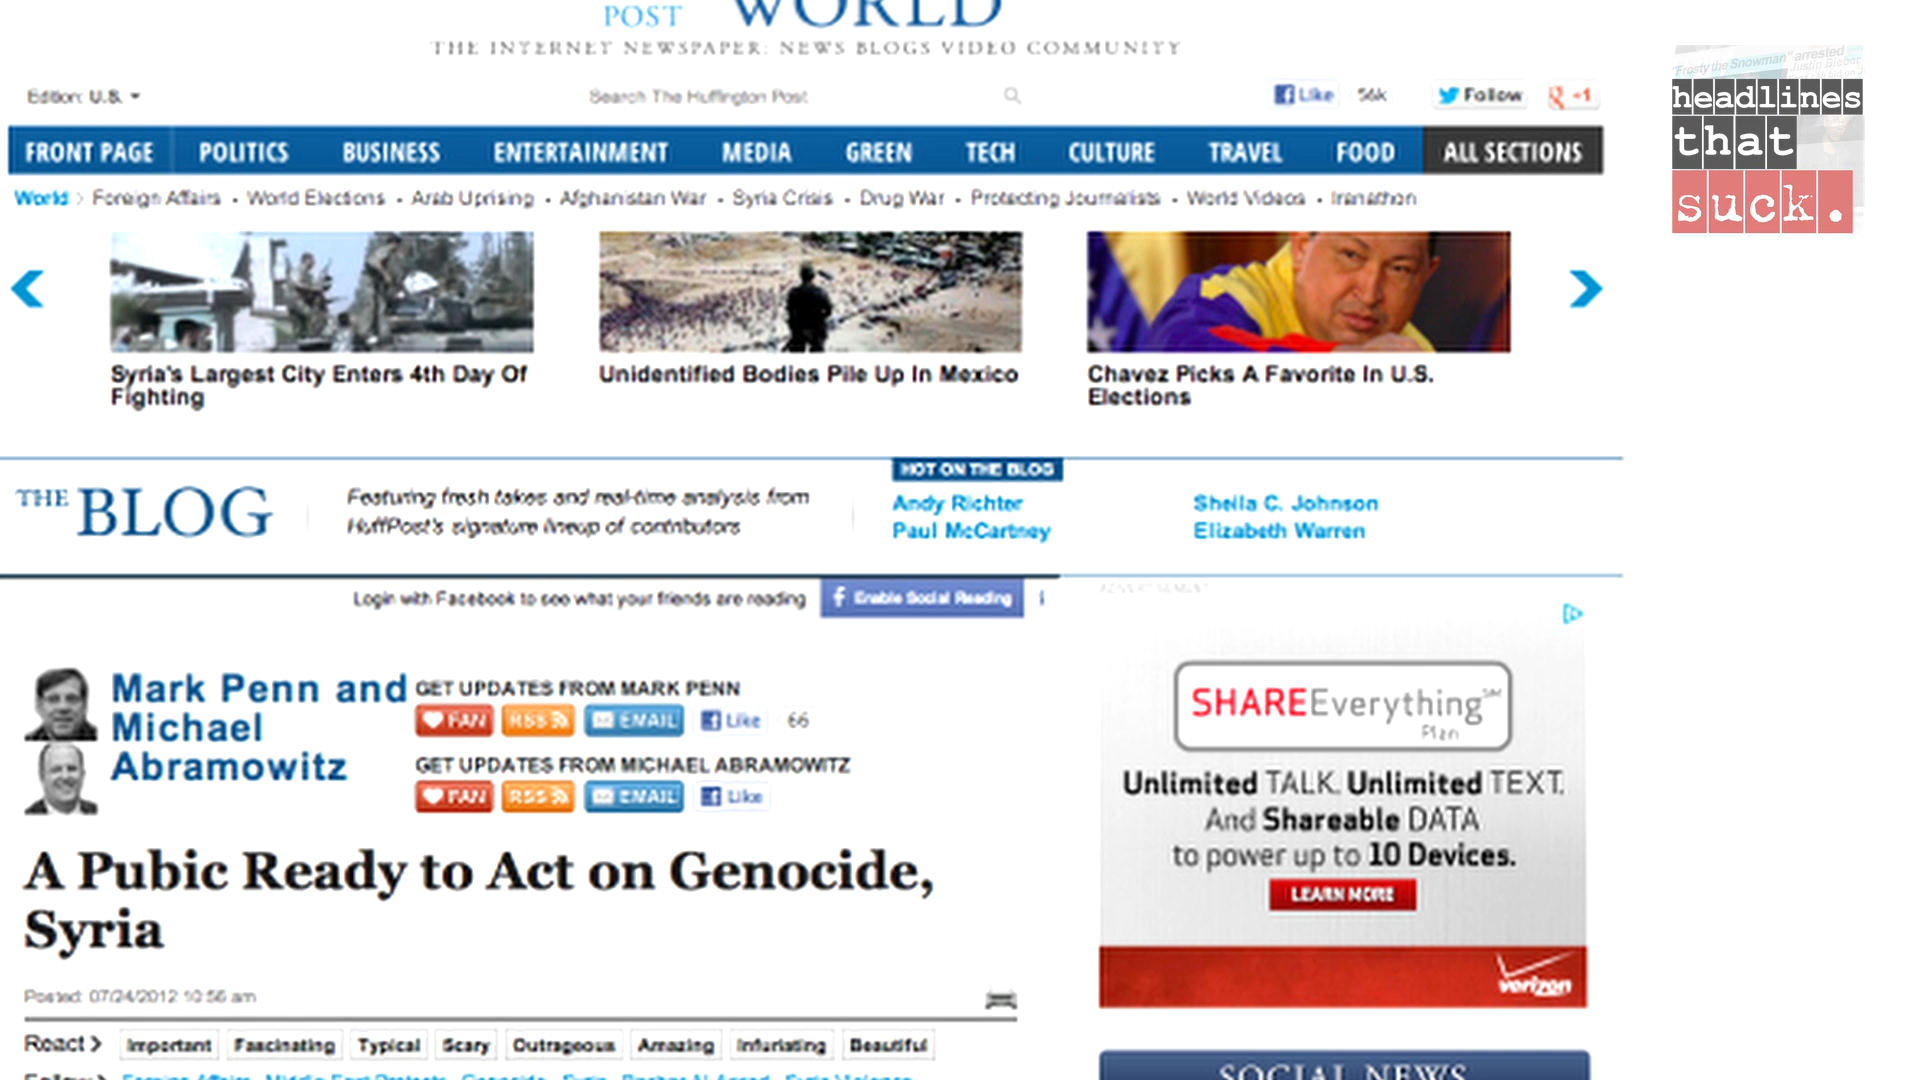 POST WORLD
THE INTERNET NEWSPAPER: NEWS BLOGS VIDEO COMMUNITY
Edition: U.S.
Search The Huffington Post
Like 56k
Follow
+1
FRONT PAGE POLITICS BUSINESS ENTERTAINMENT MEDIA GREEN TECH CULTURE TRAVEL FOOD ALL SECTIONS
World > Foreign Affairs • World Elections • Arab Uprising • Afghanistan War • Syria Crisis • Drug War • Protecting Journalists • World Videos • Iranathon
"Frosty the Snowman" arrested
Justin Bieber
headlines
that
suck.
Syria's Largest City Enters 4th Day Of
Fighting
Unidentified Bodies Pile Up In Mexico
Chavez Picks A Favorite In U.S.
Elections
THE BLOG
Featuring fresh takes and real-time analysis from
HuffPost's signature lineup of contributors
HOT ON THE BLOG
Andy Richter
Paul McCartney
Sheila C. Johnson
Elizabeth Warren
Login with Facebook to see what your friends are reading
f Enable Social Reading
i
Mark Penn and
Michael
Abramowitz
GET UPDATES FROM MARK PENN
FAN RSS EMAIL Like 66
GET UPDATES FROM MICHAEL ABRAMOWITZ
FAN RSS EMAIL Like
A Pubic Ready to Act on Genocide,
Syria
Posted: 07/24/2012 10:56 am
React > Important Fascinating Typical Scary Outrageous Amazing Infuriating Beautiful
SHAREEverything SM
Plan
Unlimited TALK. Unlimited TEXT.
And Shareable DATA
to power up to 10 Devices.
LEARN MORE
verizon
SOCIAL NEWS